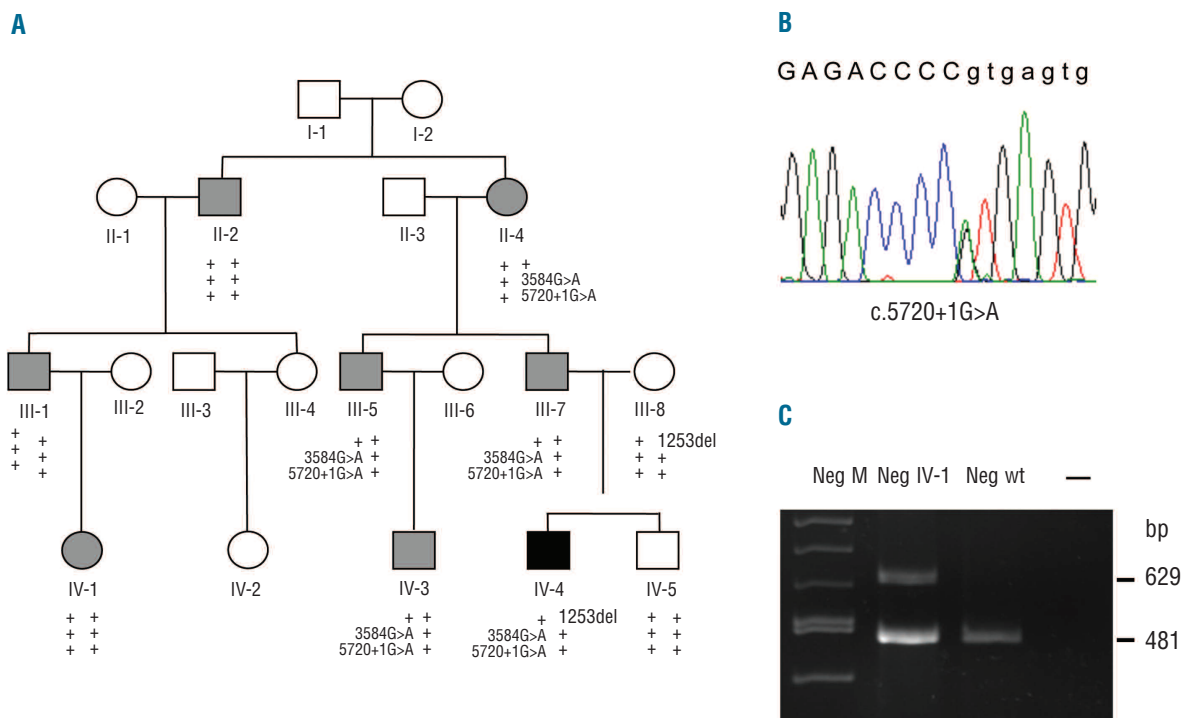 A
I-1 I-2
II-1 II-2 II-3 II-4
+ + + +
+ + + 3584G>A
+ + + 5720+1G>A
III-1 III-2 III-3 III-4 III-5 III-6 III-7 III-8
+ + + + + + 1253del
+ + 3584G>A + 3584G>A + + +
+ + 5720+1G>A + 5720+1G>A + + +
+
IV-1 IV-2 IV-3 IV-4 IV-5
+ + + + + 1253del + +
+ + 3584G>A + 3584G>A + + +
+ + 5720+1G>A + 5720+1G>A + + +
B
GAGACCCCgtgagtg
c.5720+1G>A
C
Neg M Neg IV-1 Neg wt —
bp
629
481